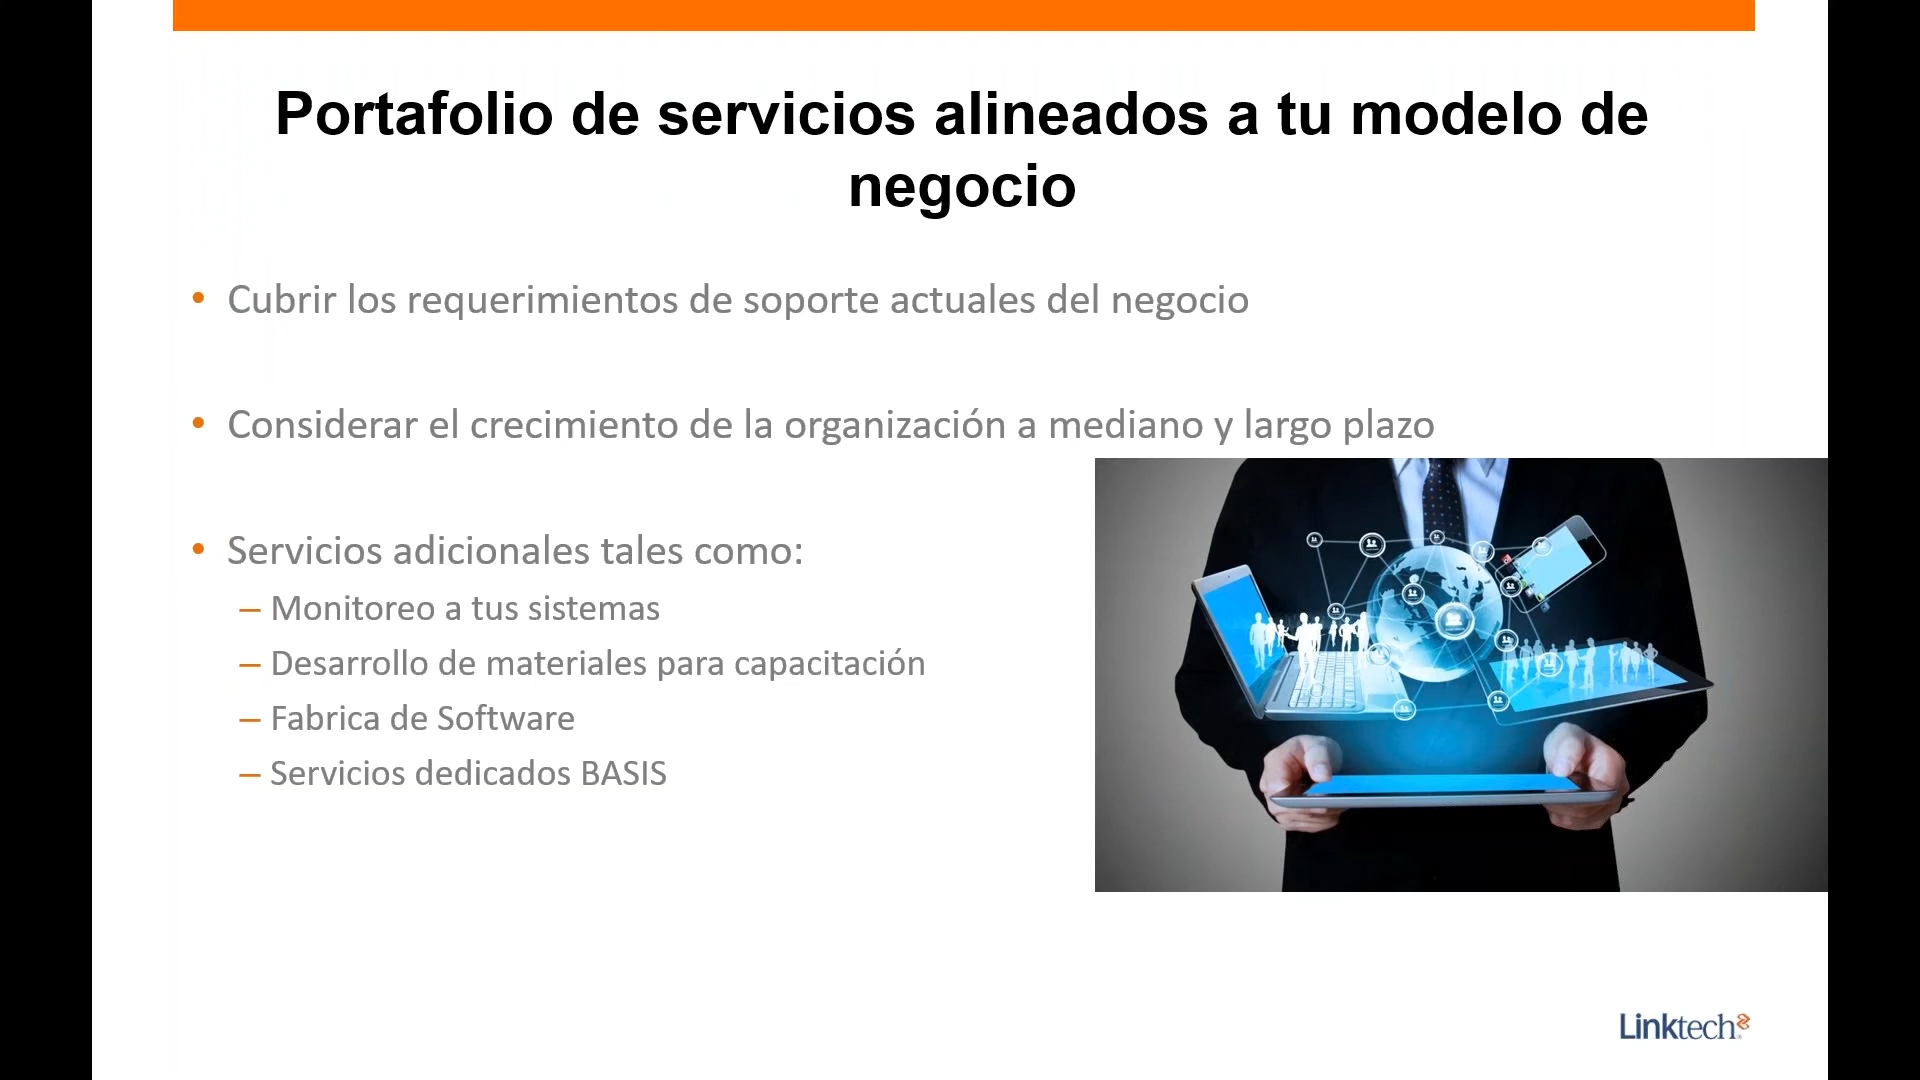 Portafolio de servicios alineados a tu modelo de
negocio
• Cubrir los requerimientos de soporte actuales del negocio
• Considerar el crecimiento de la organización a mediano y largo plazo
• Servicios adicionales tales como:
– Monitoreo a tus sistemas
– Desarrollo de materiales para capacitación
– Fabrica de Software
– Servicios dedicados BASIS
Linktech